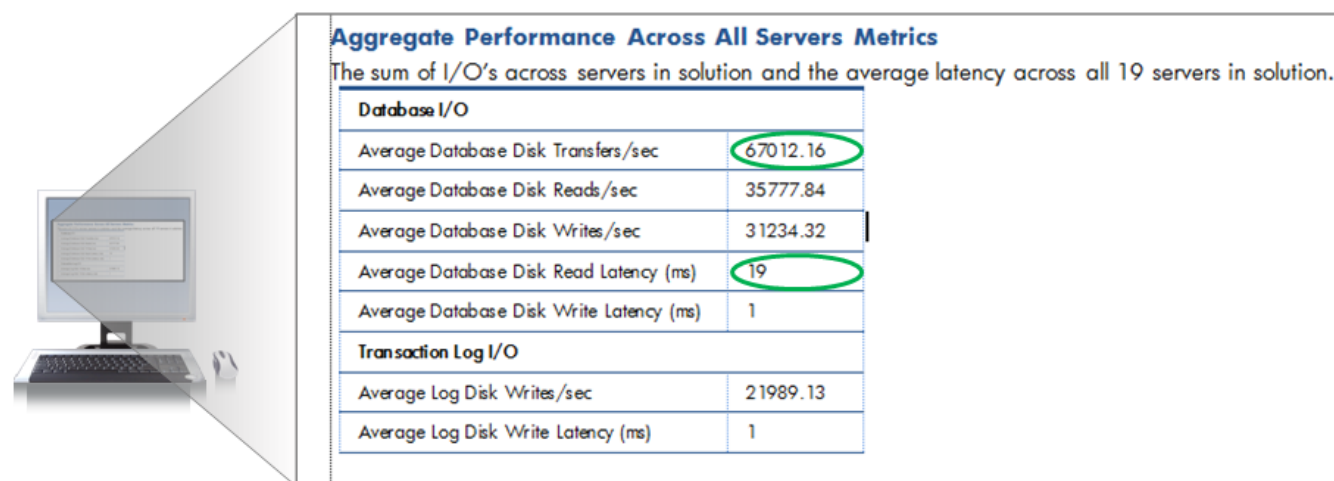 Aggregate Performance Across All Servers Metrics
The sum of I/O's across servers in solution and the average latency across all 19 servers in solution.
Database I/O
Average Database Disk Transfers/sec 67012.16
Average Database Disk Reads/sec 35777.84
Average Database Disk Writes/sec 31234.32
Average Database Disk Read Latency (ms) 19
Average Database Disk Write Latency (ms) 1
Transaction Log I/O
Average Log Disk Writes/sec 21989.13
Average Log Disk Write Latency (ms) 1